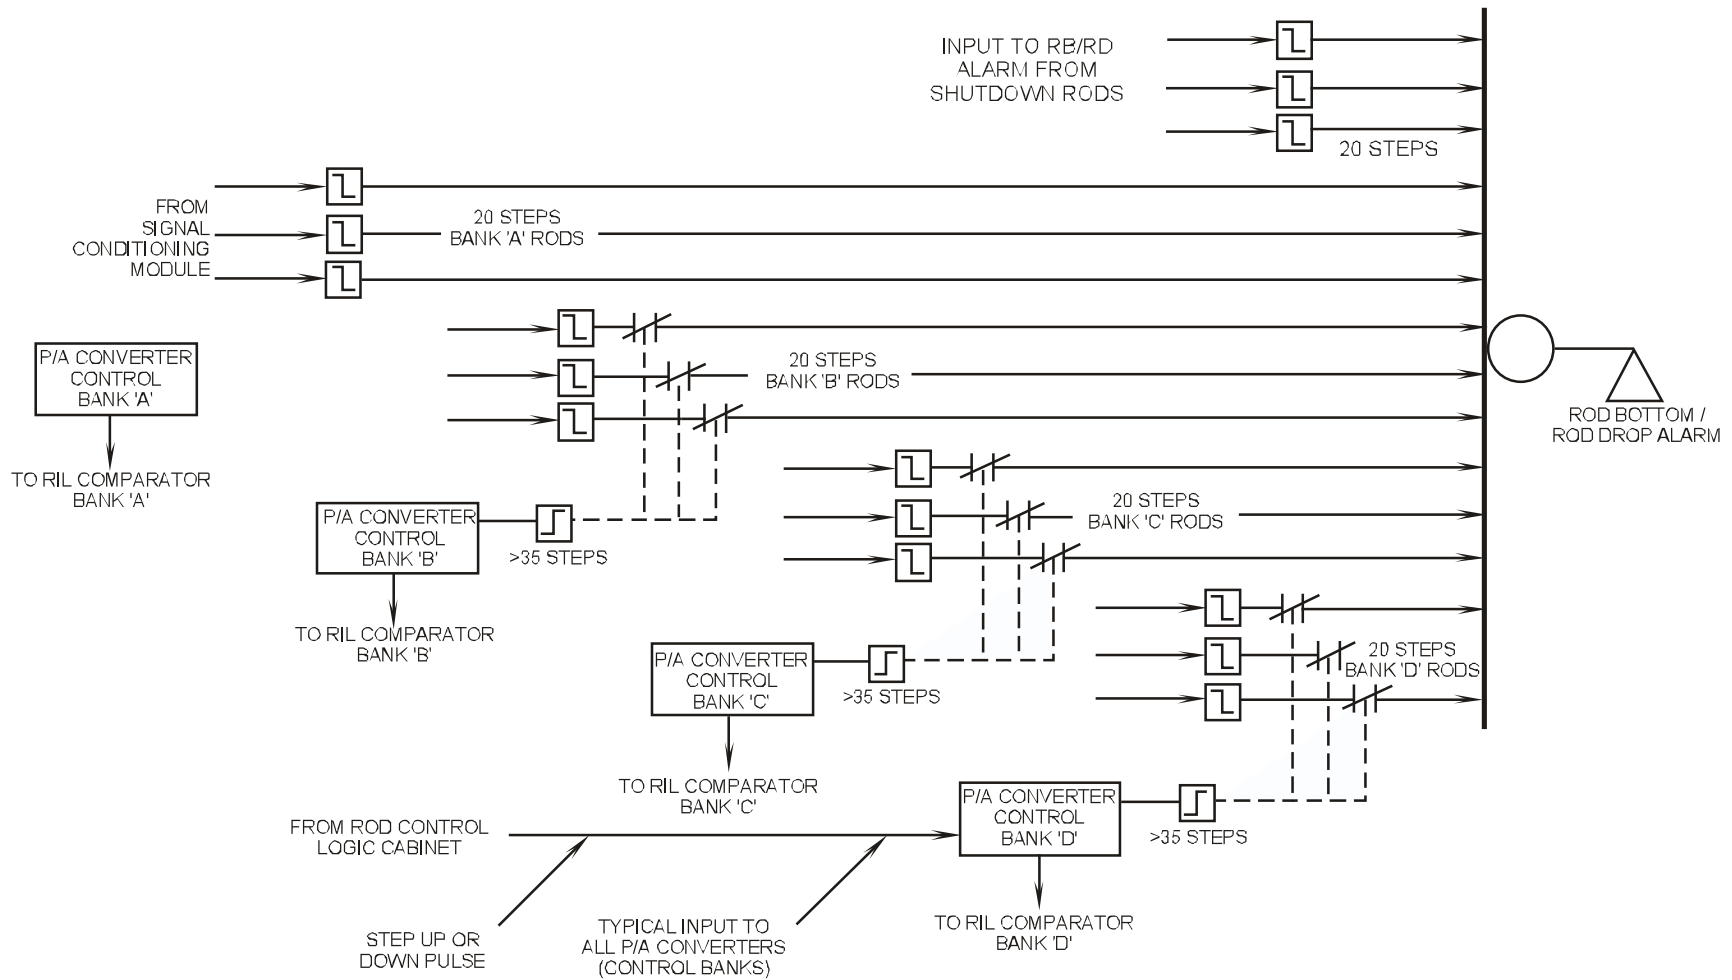 INPUT TO RB/RD
ALARM FROM
SHUTDOWN RODS
20 STEPS
FROM
SIGNAL
CONDITIONING
MODULE
20 STEPS
BANK 'A' RODS
P/A CONVERTER
CONTROL
BANK 'A'
TO RIL COMPARATOR
BANK 'A'
20 STEPS
BANK 'B' RODS
ROD BOTTOM /
ROD DROP ALARM
P/A CONVERTER
CONTROL
BANK 'B'
>35 STEPS
TO RIL COMPARATOR
BANK 'B'
20 STEPS
BANK 'C' RODS
P/A CONVERTER
CONTROL
BANK 'C'
>35 STEPS
TO RIL COMPARATOR
BANK 'C'
20 STEPS
BANK 'D' RODS
P/A CONVERTER
CONTROL
BANK 'D'
>35 STEPS
TO RIL COMPARATOR
BANK 'D'
FROM ROD CONTROL
LOGIC CABINET
STEP UP OR
DOWN PULSE
TYPICAL INPUT TO
ALL P/A CONVERTERS
(CONTROL BANKS)